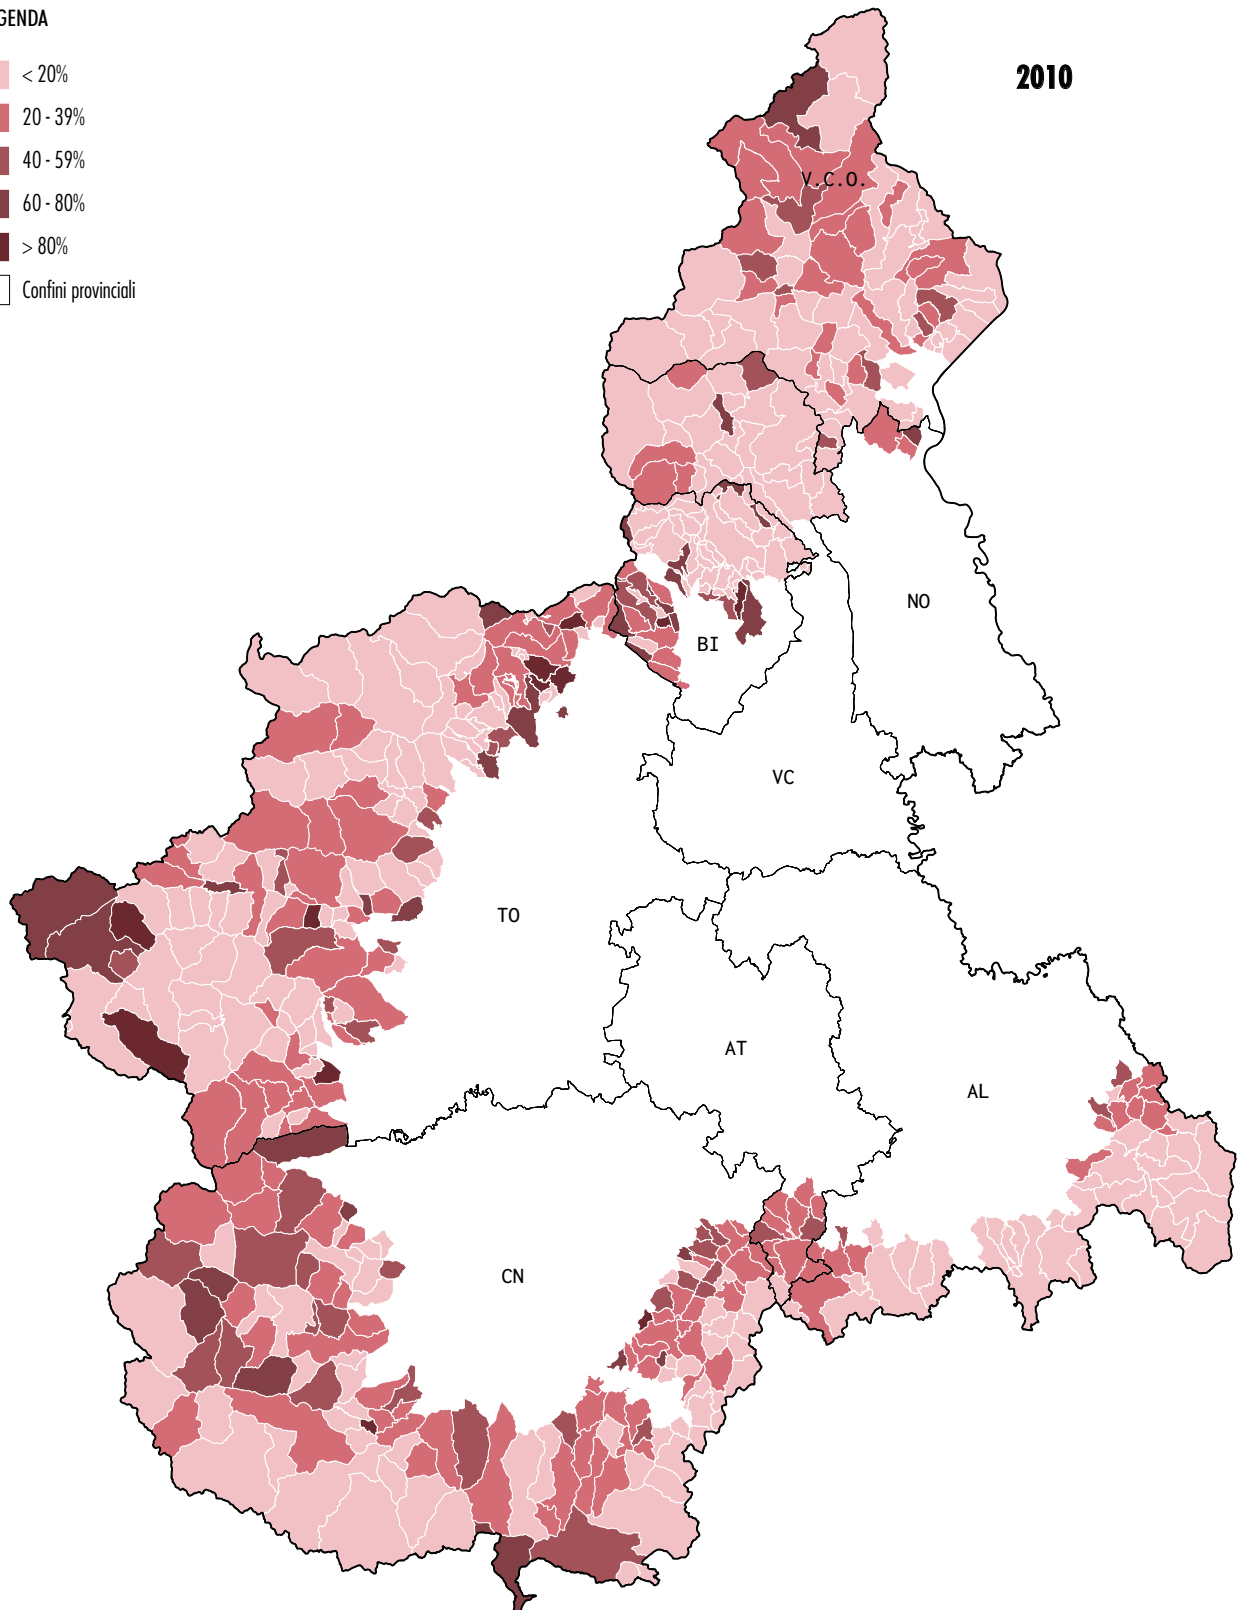 GENDA
< 20%
20 - 39%
40 - 59%
60 - 80%
> 80%
Confini provinciali
2010
V.C.O.
NO
BI
VC
TO
AT
AL
CN